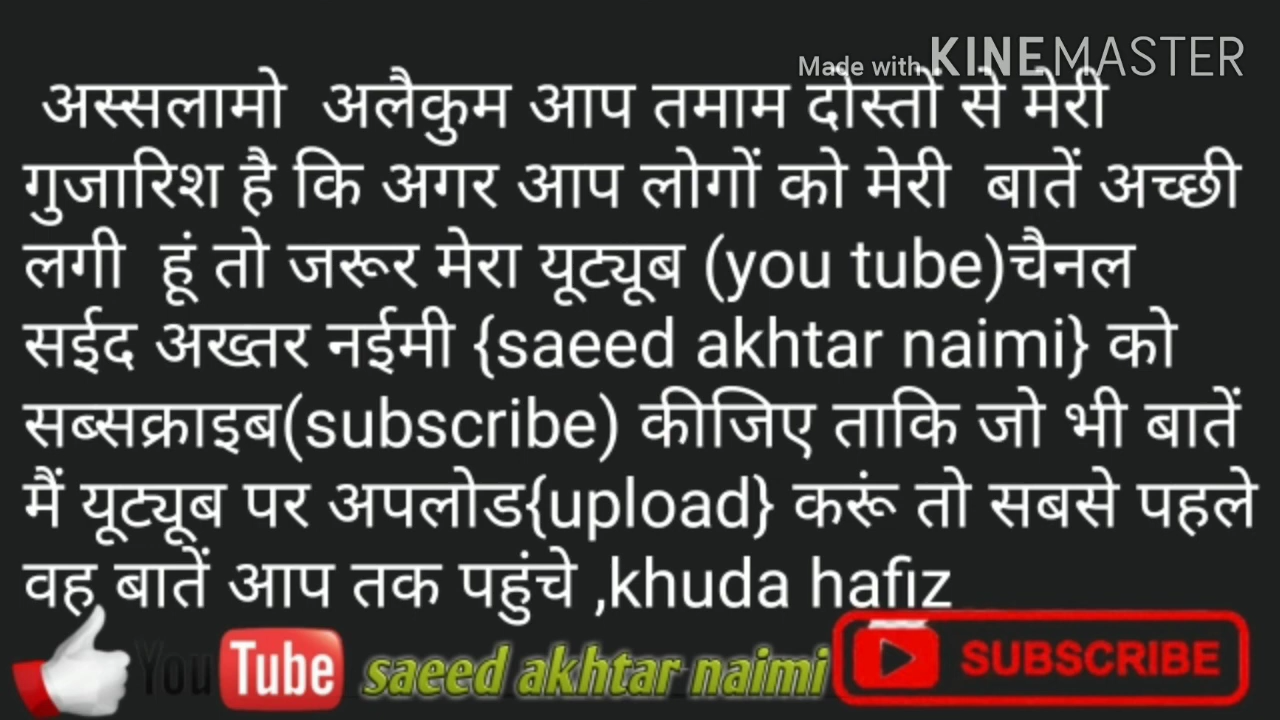 Made with KINEMASTER
अस्सलामो अलैकुम आप तमाम दोस्तों से मेरी
गुजारिश है कि अगर आप लोगों को मेरी बातें अच्छी
लगी हूं तो जरूर मेरा यूट्यूब (you tube)चैनल
सईद अख्तर नईमी {saeed akhtar naimi} को
सब्सक्राइब(subscribe) कीजिए ताकि जो भी बातें
मैं यूट्यूब पर अपलोड{upload} करूं तो सबसे पहले
वह बातें आप तक पहुंचे ,khuda hafiz
You Tube saeed akhtar naimi SUBSCRIBE